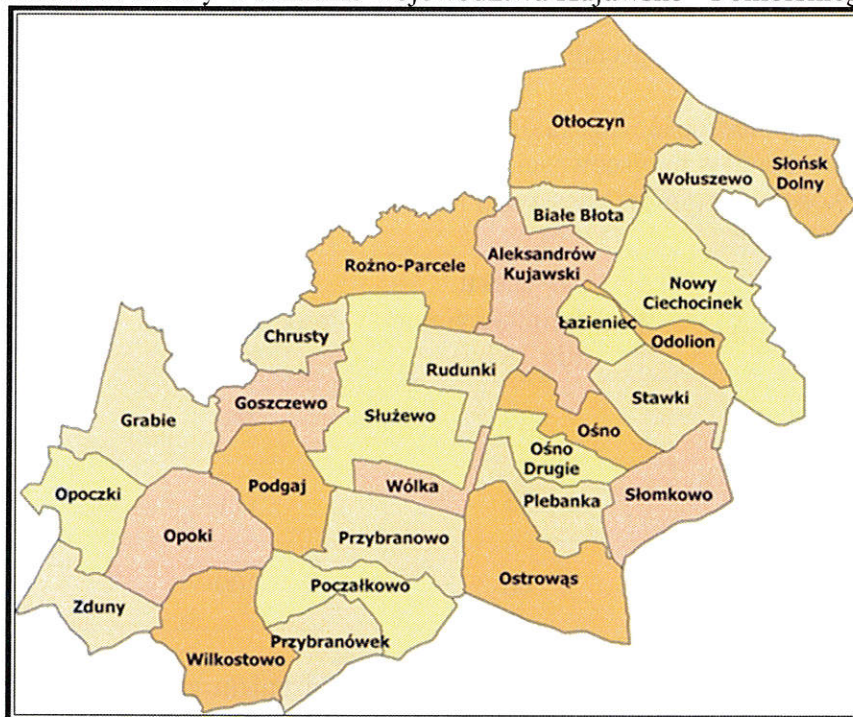 Otłoczyn
Słońsk
Dolny
Wołuszewo
Białe Błota
Aleksandrów
Kujawski
Rożno-Parcele
Nowy
Ciechocinek
Łazieniec
Chrusty
Odolion
Rudunki
Stawki
Goszczewo
Grabie
Służewo
Ośno
Ośno
Drugie
Opoczki
Podgaj
Wólka
Słomkowo
Plebanka
Opoki
Przybranowo
Ostrowąs
Poczałkowo
Zduny
Przybranówek
Wilkostowo